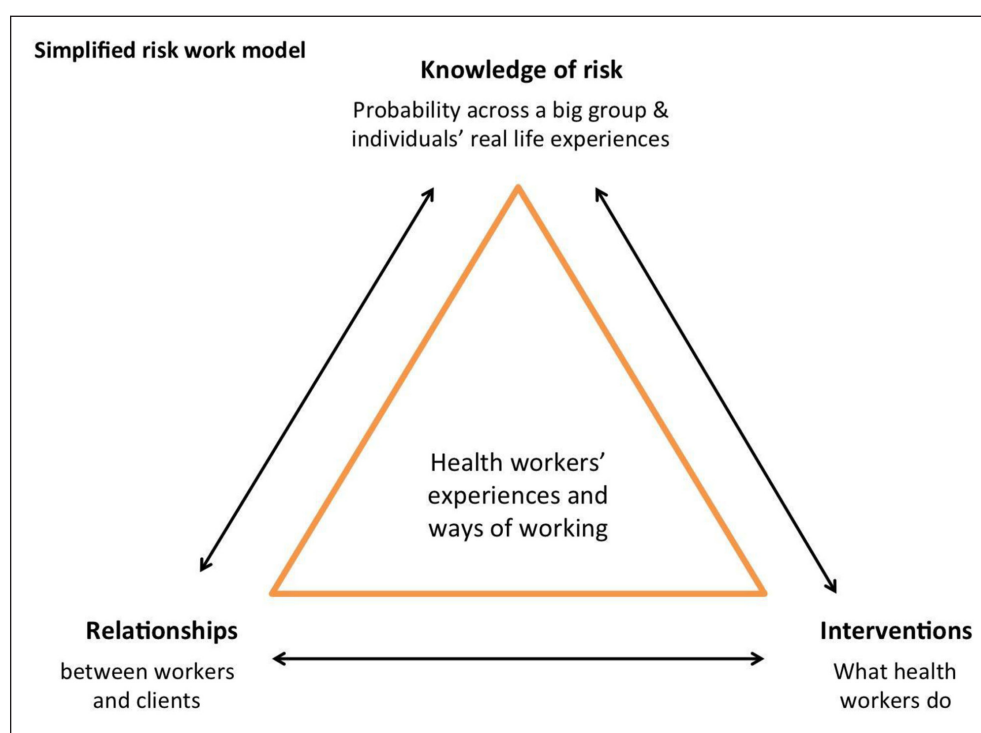 Simplified risk work model
Knowledge of risk
Probability across a big group &
individuals’ real life experiences
Health workers’
experiences and
ways of working
Relationships
between workers
and clients
Interventions
What health
workers do